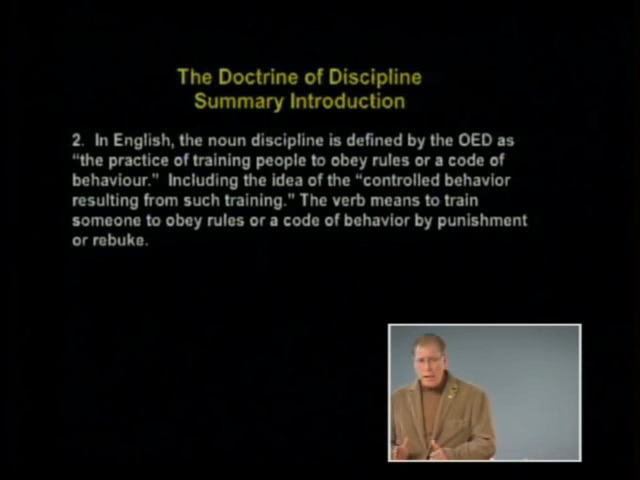 The Doctrine of Discipline
Summary Introduction
2. In English, the noun discipline is defined by the OED as
“the practice of training people to obey rules or a code of
behaviour.” Including the idea of the “controlled behavior
resulting from such training.” The verb means to train
someone to obey rules or a code of behavior by punishment
or rebuke.